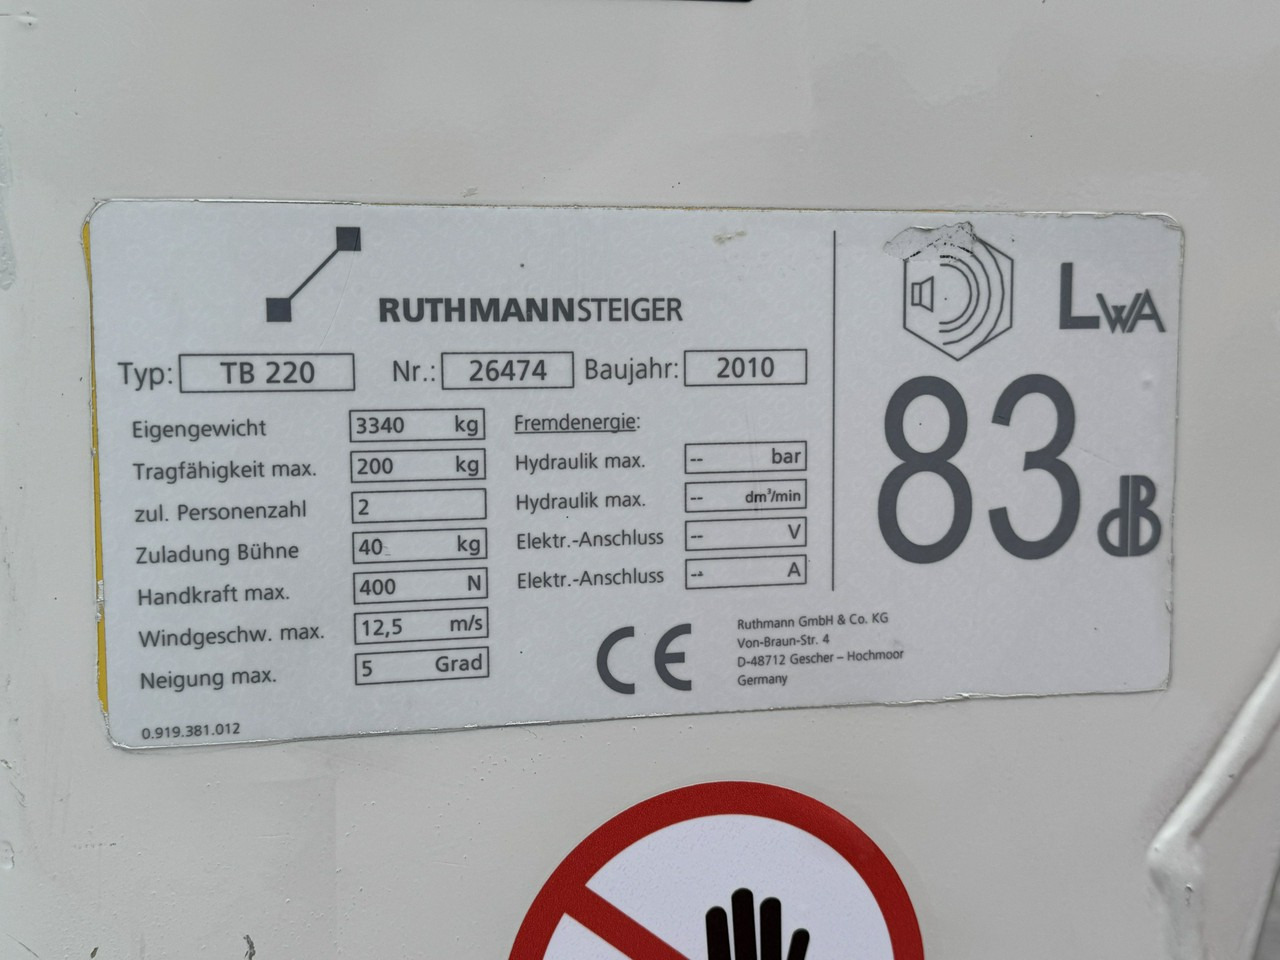 RUTHMANNSTEIGER
Typ: TB 220 Nr.: 26474 Baujahr: 2010
Eigengewicht 3340 kg
Tragfähigkeit max. 200 kg
zul. Personenzahl 2
Zuladung Bühne 40 kg
Handkraft max. 400 N
Windgeschw. max. 12,5 m/s
Neigung max. 5 Grad
0.919.381.012
Fremdenergie:
Hydraulik max. -- bar
Hydraulik max. -- dm³/min
Elektr.-Anschluss -- V
Elektr.-Anschluss -- A
CE
Ruthmann GmbH & Co. KG
Von-Braun-Str. 4
D-48712 Gescher – Hochmoor
Germany
LWA
83 dB